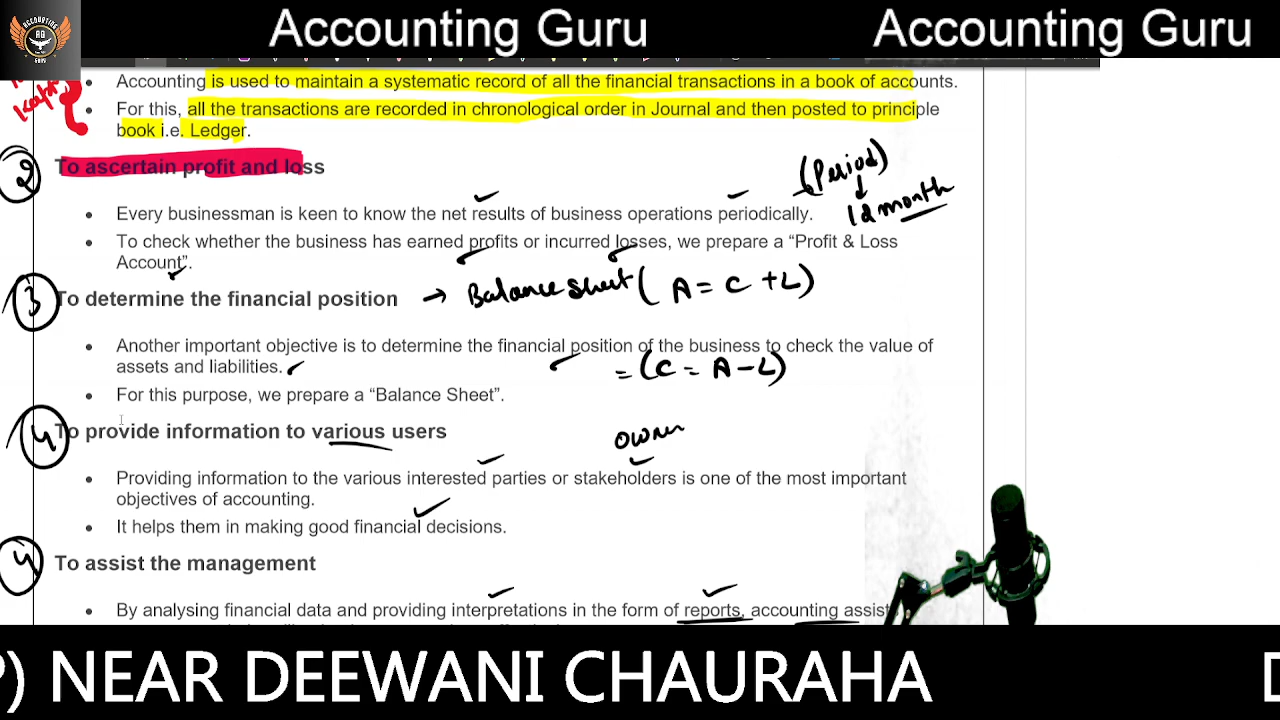 Accounting Guru Accounting Guru
ACCOUNTING
AG
GURU
• Accounting is used to maintain a systematic record of all the financial transactions in a book of accounts.
• For this, all the transactions are recorded in chronological order in Journal and then posted to principle
book i.e. Ledger.
2 To ascertain profit and loss
(Period)
↓
12 month
• Every businessman is keen to know the net results of business operations periodically.
• To check whether the business has earned profits or incurred losses, we prepare a “Profit & Loss
Account”.
3 To determine the financial position → Balance sheet ( A = C + L )
• Another important objective is to determine the financial position of the business to check the value of
assets and liabilities.
= (C = A - L)
• For this purpose, we prepare a “Balance Sheet”.
4 To provide information to various users
owner
• Providing information to the various interested parties or stakeholders is one of the most important
objectives of accounting.
• It helps them in making good financial decisions.
4 To assist the management
• By analysing financial data and providing interpretations in the form of reports, accounting assist
P) NEAR DEEWANI CHAURAHA